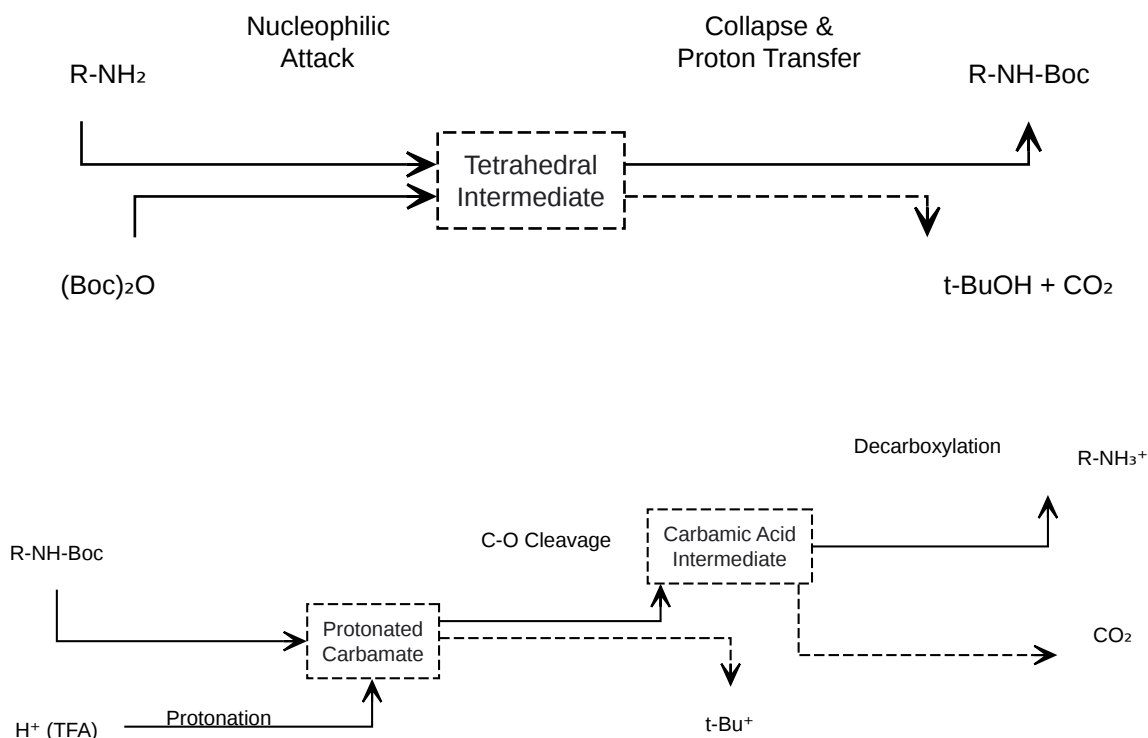 Nucleophilic
Attack
Collapse &
Proton Transfer
R-NH₂
R-NH-Boc
Tetrahedral
Intermediate
(Boc)₂O
t-BuOH + CO₂
Decarboxylation
R-NH₃⁺
R-NH-Boc
C-O Cleavage
Carbamic Acid
Intermediate
Protonated
Carbamate
CO₂
H⁺ (TFA)
Protonation
t-Bu⁺